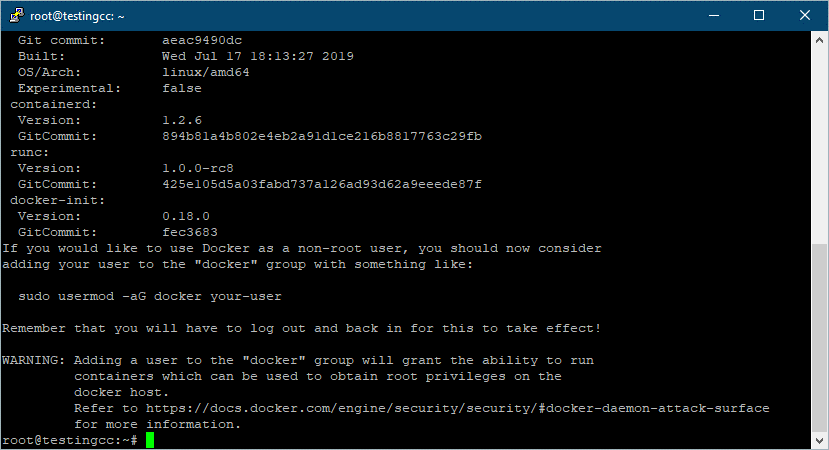 root@testingcc: ~
Git commit: aeac9490dc
Built: Wed Jul 17 18:13:27 2019
OS/Arch: linux/amd64
Experimental: false
containerd:
Version: 1.2.6
GitCommit: 894b81a4b802e4eb2a91d1ce216b8817763c29fb
runc:
Version: 1.0.0-rc8
GitCommit: 425e105d5a03fabd737a126ad93d62a9eeede87f
docker-init:
Version: 0.18.0
GitCommit: fec3683
If you would like to use Docker as a non-root user, you should now consider
adding your user to the "docker" group with something like:
sudo usermod -aG docker your-user
Remember that you will have to log out and back in for this to take effect!
WARNING: Adding a user to the "docker" group will grant the ability to run
containers which can be used to obtain root privileges on the
docker host.
Refer to https://docs.docker.com/engine/security/security/#docker-daemon-attack-surface
for more information.
root@testingcc:~#